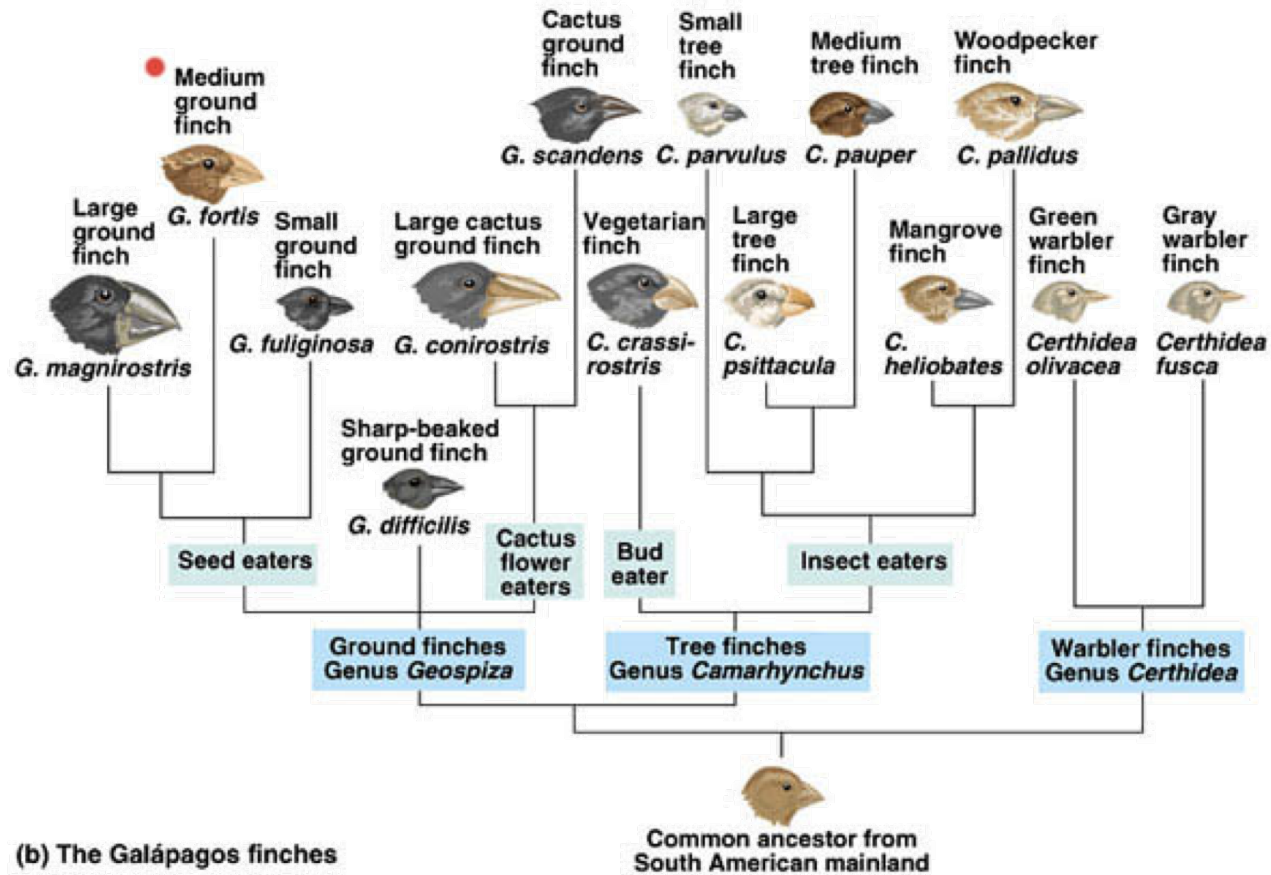 Cactus
ground
finch
G. scandens
Small
tree
finch
C. parvulus
Medium
tree finch
C. pauper
Woodpecker
finch
C. pallidus
Medium
ground
finch
G. fortis
Large
ground
finch
G. magnirostris
Small
ground
finch
G. fuliginosa
Large cactus
ground finch
G. conirostris
Vegetarian
finch
C. crassi-
rostris
Large
tree
finch
C.
psittacula
Mangrove
finch
C.
heliobates
Green
warbler
finch
Certhidea
olivacea
Gray
warbler
finch
Certhidea
fusca
Sharp-beaked
ground finch
G. difficilis
Seed eaters
Cactus
flower
eaters
Bud
eater
Insect eaters
Ground finches
Genus Geospiza
Tree finches
Genus Camarhynchus
Warbler finches
Genus Certhidea
Common ancestor from
South American mainland
(b) The Galápagos finches